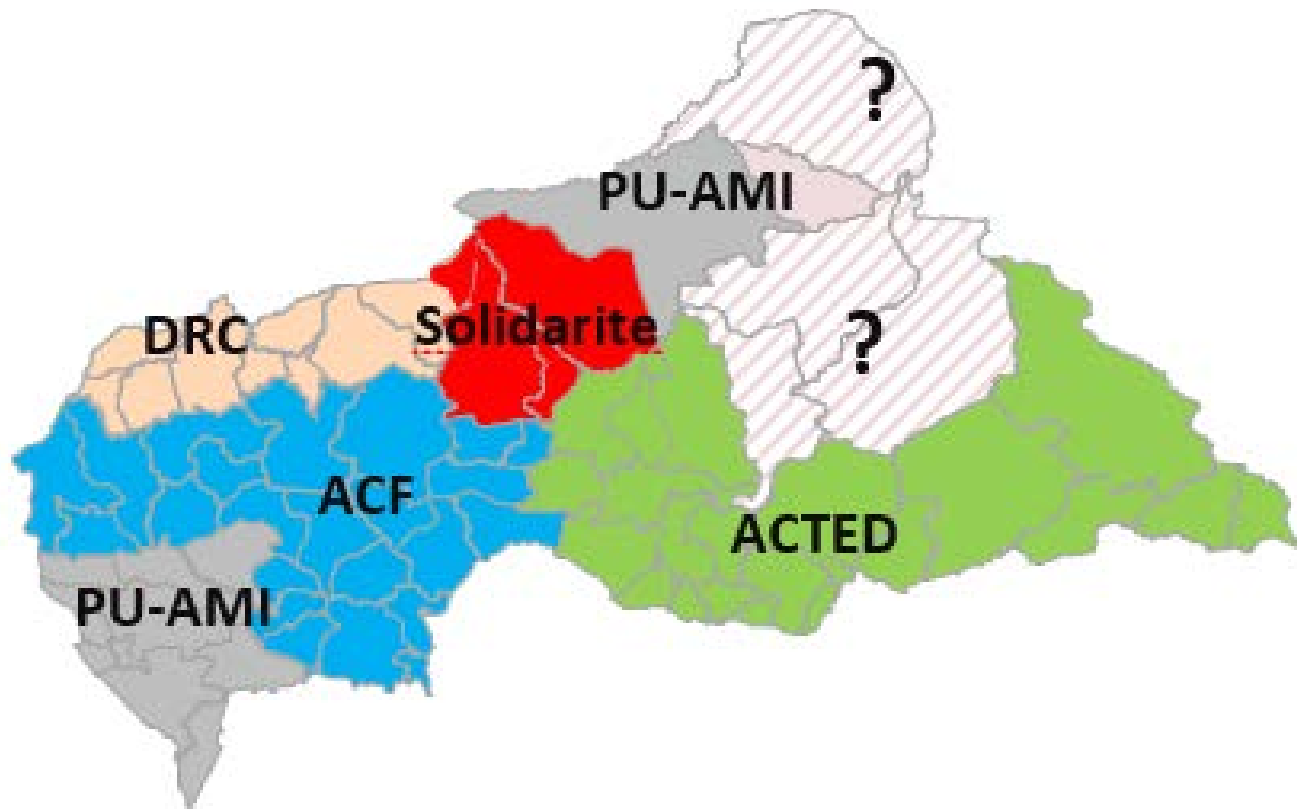 ?
PU-AMI
DRC
Solidarite
?
ACF
ACTED
PU-AMI